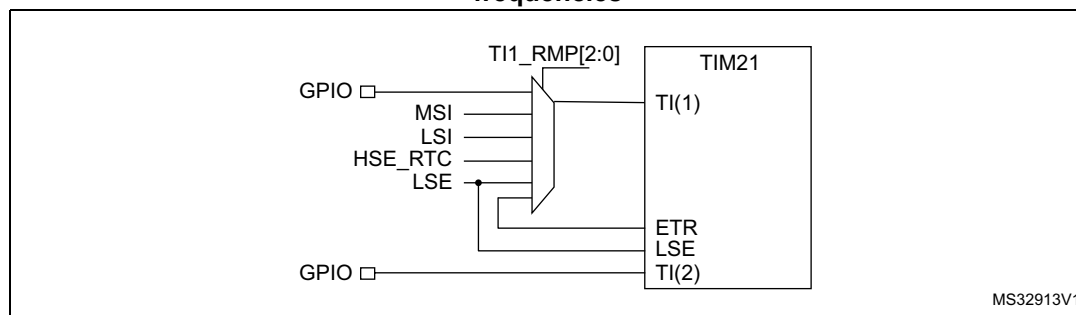 frequencies
TI1_RMP[2:0]
TIM21
GPIO
TI(1)
MSI
LSI
HSE_RTC
LSE
ETR
LSE
GPIO
TI(2)
MS32913V1